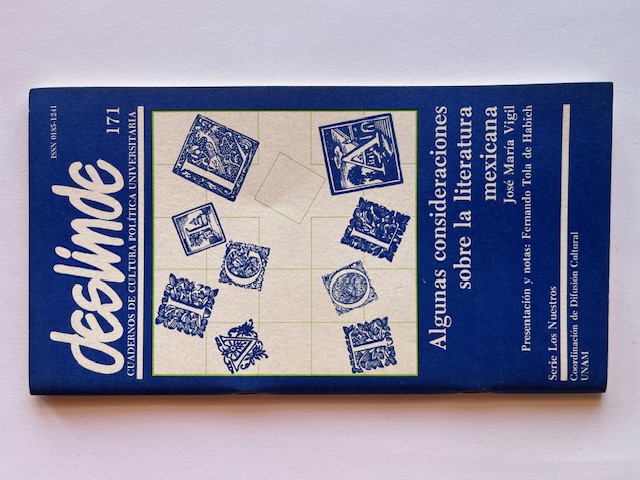 ISSN 0185-1241
deslinde
171
CUADERNOS DE CULTURA POLÍTICA UNIVERSITARIA
Algunas consideraciones
sobre la literatura
mexicana
José María Vigil
Presentación y notas: Fernando Tola de Habich
Serie Los Nuestros
Coordinación de Difusión Cultural
UNAM